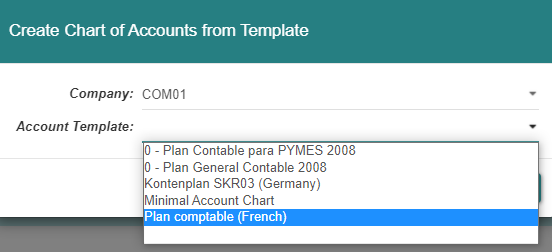 Create Chart of Accounts from Template
Company: COM01
Account Template:
0 - Plan Contable para PYMES 2008
0 - Plan General Contable 2008
Kontenplan SKR03 (Germany)
Minimal Account Chart
Plan comptable (French)